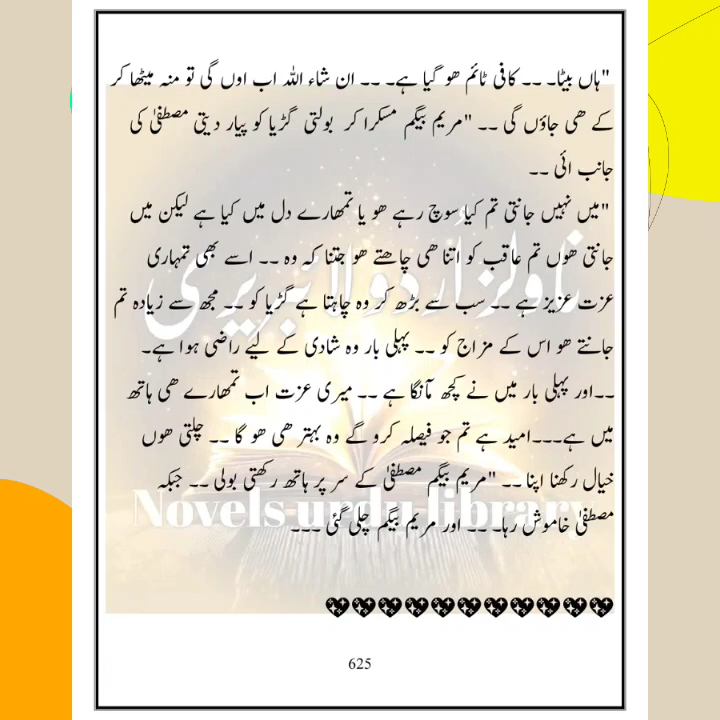 "ہاں بیٹا۔ ۔۔ کافی ٹائم ھو گیا ہے۔ ۔۔ ان شاء اللہ اب اوں گی تو منہ میٹھا کر
کے ھی جاؤں گی ۔۔ "مریم بیگم مسکرا کر بولتی گڑیا کو پیار دیتی مصطفیٰ کی
جانب ائی ۔۔
"میں نہیں جانتی تم کیا سوچ رہے ھو یا تمھارے دل میں کیا ہے لیکن میں
جانتی ھوں تم عاقب کو اتنا ھی چاھتے ھو جتنا کہ وہ ۔۔ اسے بھی تمہاری
عزت عزیز ہے ۔۔ سب سے بڑھ کر وہ چاہتا ہے گڑیا کو ۔۔ مجھ سے زیادہ تم
جانتے ھو اس کے مزاج کو ۔۔ پہلی بار وہ شادی کے لیے راضی ہوا ہے۔
۔۔اور پہلی بار میں نے کچھ مآنگا ہے ۔۔ میری عزت اب تمھارے ھی ہاتھ
میں ہے۔۔۔امید ہے تم جو فیصلہ کرو گے وہ بہتر ھی ھو گا ۔۔ چلتی ھوں
خیال رکھنا اپنا ۔۔ "مریم بیگم مصطفیٰ کے سر پر ہاتھ رکھتی بولی ۔۔ جبکہ
مصطفیٰ خاموش رہا۔ ۔۔ اور مریم بیگم چلی گئی ۔۔۔
ناولز اردو لائبریری
Novels urdu library
💖💖💖💖💖💖💖💖💖💖💖
625